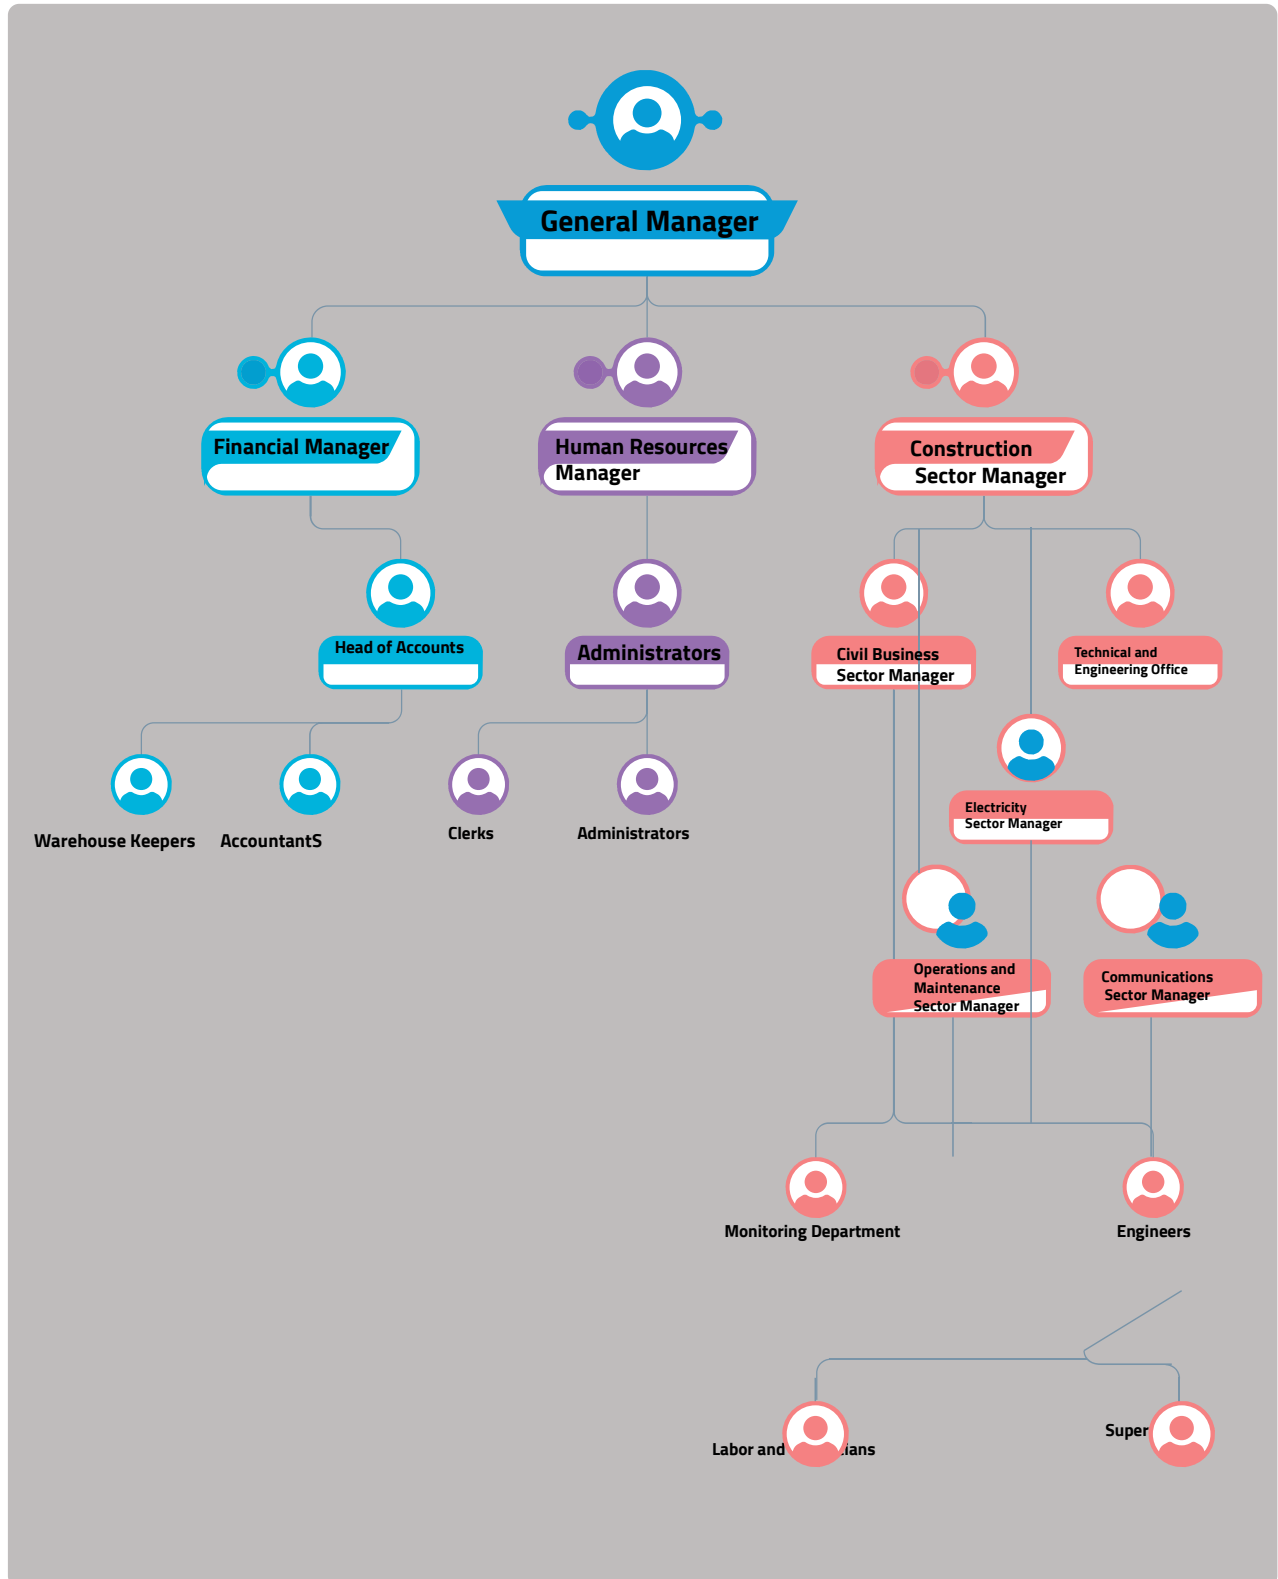 General Manager
Financial Manager
Human Resources
Manager
Construction
Sector Manager
Head of Accounts
Administrators
Civil Business
Sector Manager
Technical and
Engineering Office
Electricity
Sector Manager
Warehouse Keepers
AccountantS
Clerks
Administrators
Operations and
Maintenance
Sector Manager
Communications
Sector Manager
Monitoring Department
Engineers
Super
Labor and